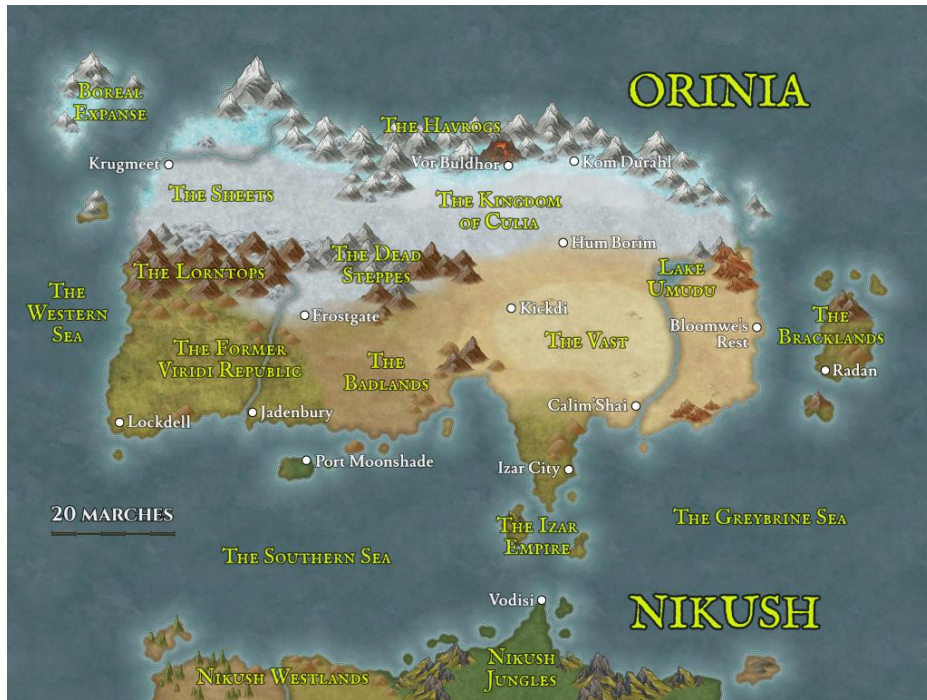 ORINIA
Boreal
Expanse
The Havrogs
Krugmeet
Vor Buldhor
Kom Durahl
The Sheets
The Kingdom
of Culia
Hum Borim
The Lorntops
The Dead
Steppes
Lake
Umudu
The
Western
Sea
Frostgate
Kickdi
Bloomwe's
Rest
The
Bracklands
The Former
Viridi Republic
The
Badlands
The Vast
Radan
Lockdell
Jadenbury
Calim'Shai
Port Moonshade
Izar City
20 MARCHES
The Izar
Empire
The Greybrine Sea
The Southern Sea
Vodisi
NIKUSH
Nikush Westlands
Nikush
Jungles